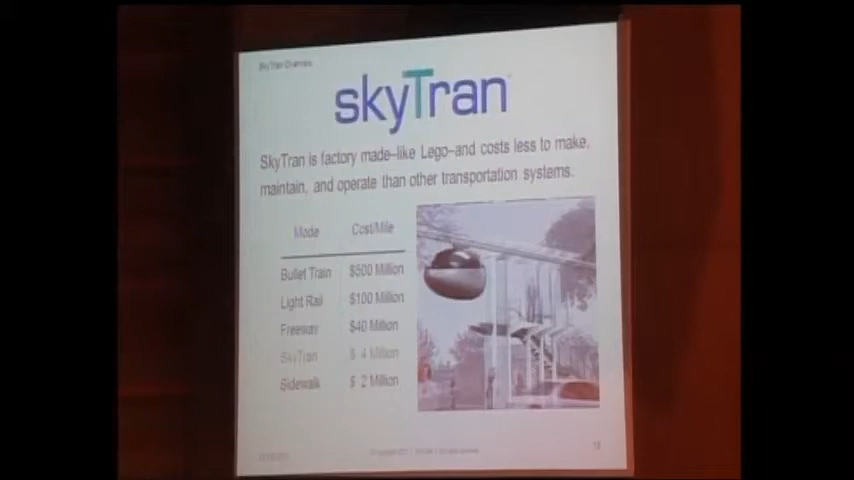 SkyTran Overview
skyTran
SkyTran is factory made–like Lego–and costs less to make,
maintain, and operate than other transportation systems.
Mode Cost/Mile
Bullet Train $500 Million
Light Rail $100 Million
Freeway $40 Million
SkyTran $ 4 Million
Sidewalk $ 2 Million